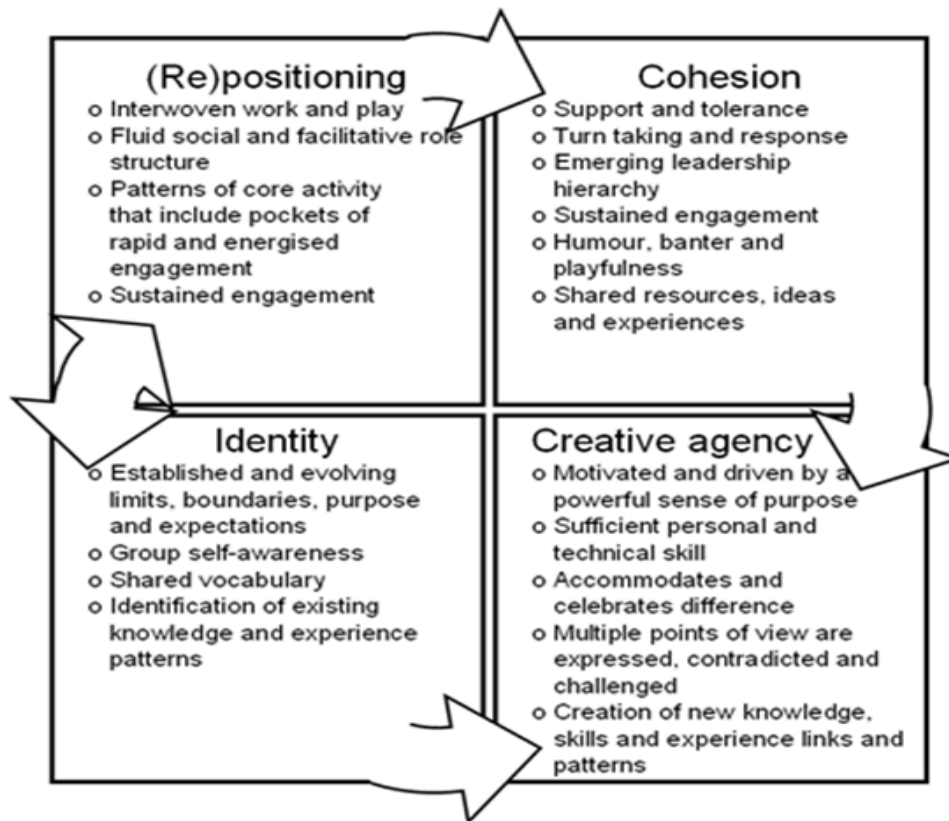 (Re)positioning
o Interwoven work and play
o Fluid social and facilitative role
structure
o Patterns of core activity
that include pockets of
rapid and energised
engagement
o Sustained engagement
Cohesion
o Support and tolerance
o Turn taking and response
o Emerging leadership
hierarchy
o Sustained engagement
o Humour, banter and
playfulness
o Shared resources, ideas
and experiences
Identity
o Established and evolving
limits, boundaries, purpose
and expectations
o Group self-awareness
o Shared vocabulary
o Identification of existing
knowledge and experience
patterns
Creative agency
o Motivated and driven by a
powerful sense of purpose
o Sufficient personal and
technical skill
o Accommodates and
celebrates difference
o Multiple points of view are
expressed, contradicted and
challenged
o Creation of new knowledge,
skills and experience links and
patterns